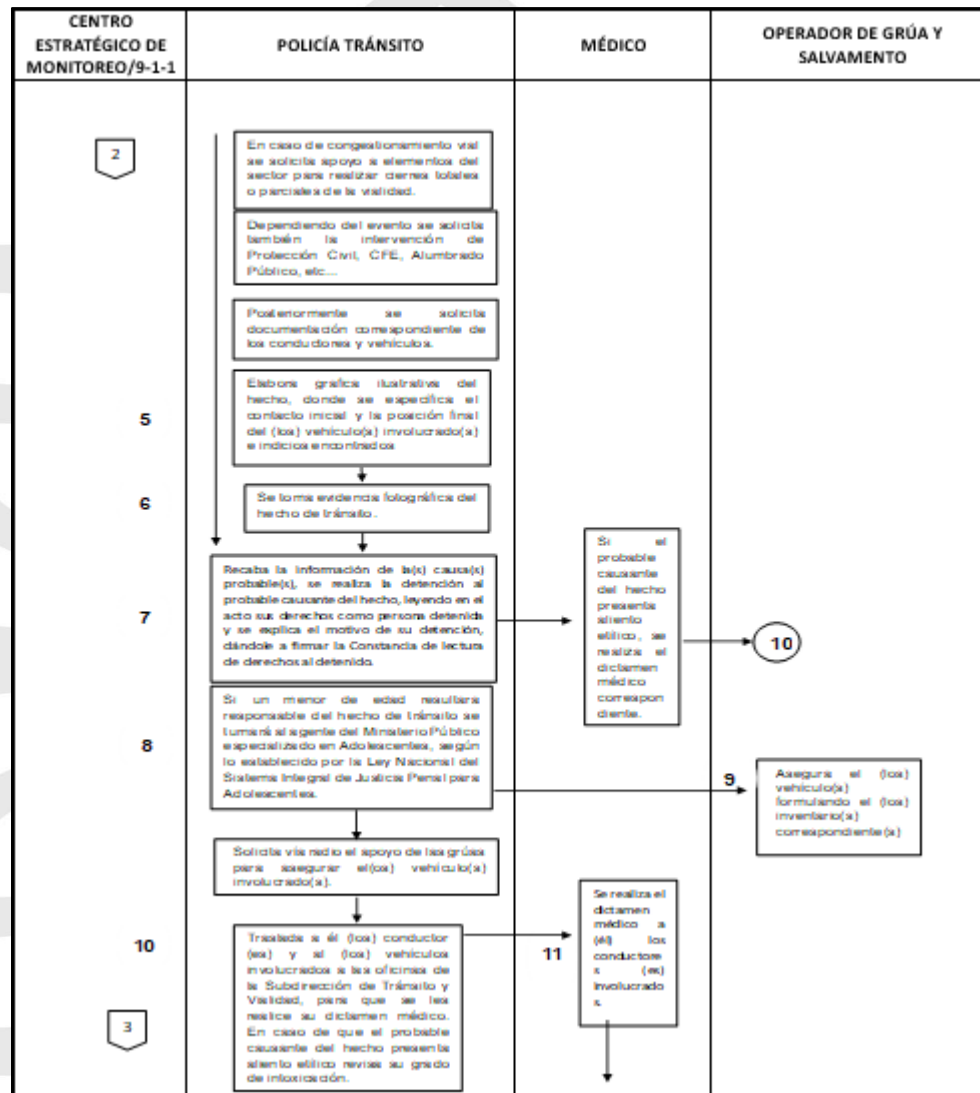 CENTRO
ESTRATÉGICO DE
MONITOREO/9-1-1
POLICÍA TRÁNSITO
MÉDICO
OPERADOR DE GRÚA Y
SALVAMENTO
2
En caso de congestionamiento vial
se solicita apoyo a elementos del
sector para realizar cierres totales
o parciales de la vialidad.
Dependiendo del evento se solicita
también la intervención de
Protección Civil, CFE, Alumbrado
Público, etc...
Posteriormente se solicita
documentación correspondiente de
los conductores y vehículos.
5
Elabora grafica ilustrativa del
hecho, donde se especifica el
contacto inicial y la posición final
del (los) vehículo(s) involucrado(s)
e indicios encontrados
6
Se toma evidencia fotográfica del
hecho de tránsito.
7
Recaba la información de la(s) causa(s)
probable(s), se realiza la detención al
probable causante del hecho, leyendo en el
acto sus derechos como persona detenida
y se explica el motivo de su detención,
dándole a firmar la Constancia de lectura
de derechos al detenido.
Si el
probable
causante
del hecho
presenta
aliento
etílico, se
realiza el
dictamen
médico
correspon
diente.
10
8
Si un menor de edad resultara
responsable del hecho de tránsito se
turnará al agente del Ministerio Público
especializado en Adolescentes, según
lo establecido por la Ley Nacional del
Sistema Integral de Justicia Penal para
Adolescentes.
9
Asegura el (los)
vehículo(s)
formulando el (los)
inventario(s)
correspondiente(s)
Solicita vía radio el apoyo de las grúas
para asegurar el(os) vehículo(s)
involucrado(s).
10
Traslada a él (los) conductor
(es) y al (los) vehículos
involucrados a las oficinas de
la Subdirección de Tránsito y
Vialidad, para que se les
realice su dictamen médico.
En caso de que el probable
causante del hecho presente
aliento etílico revisa su grado
de intoxicación.
11
Se realiza el
dictamen
médico a
(él) los
conductore
s (es)
involucrado
s.
3